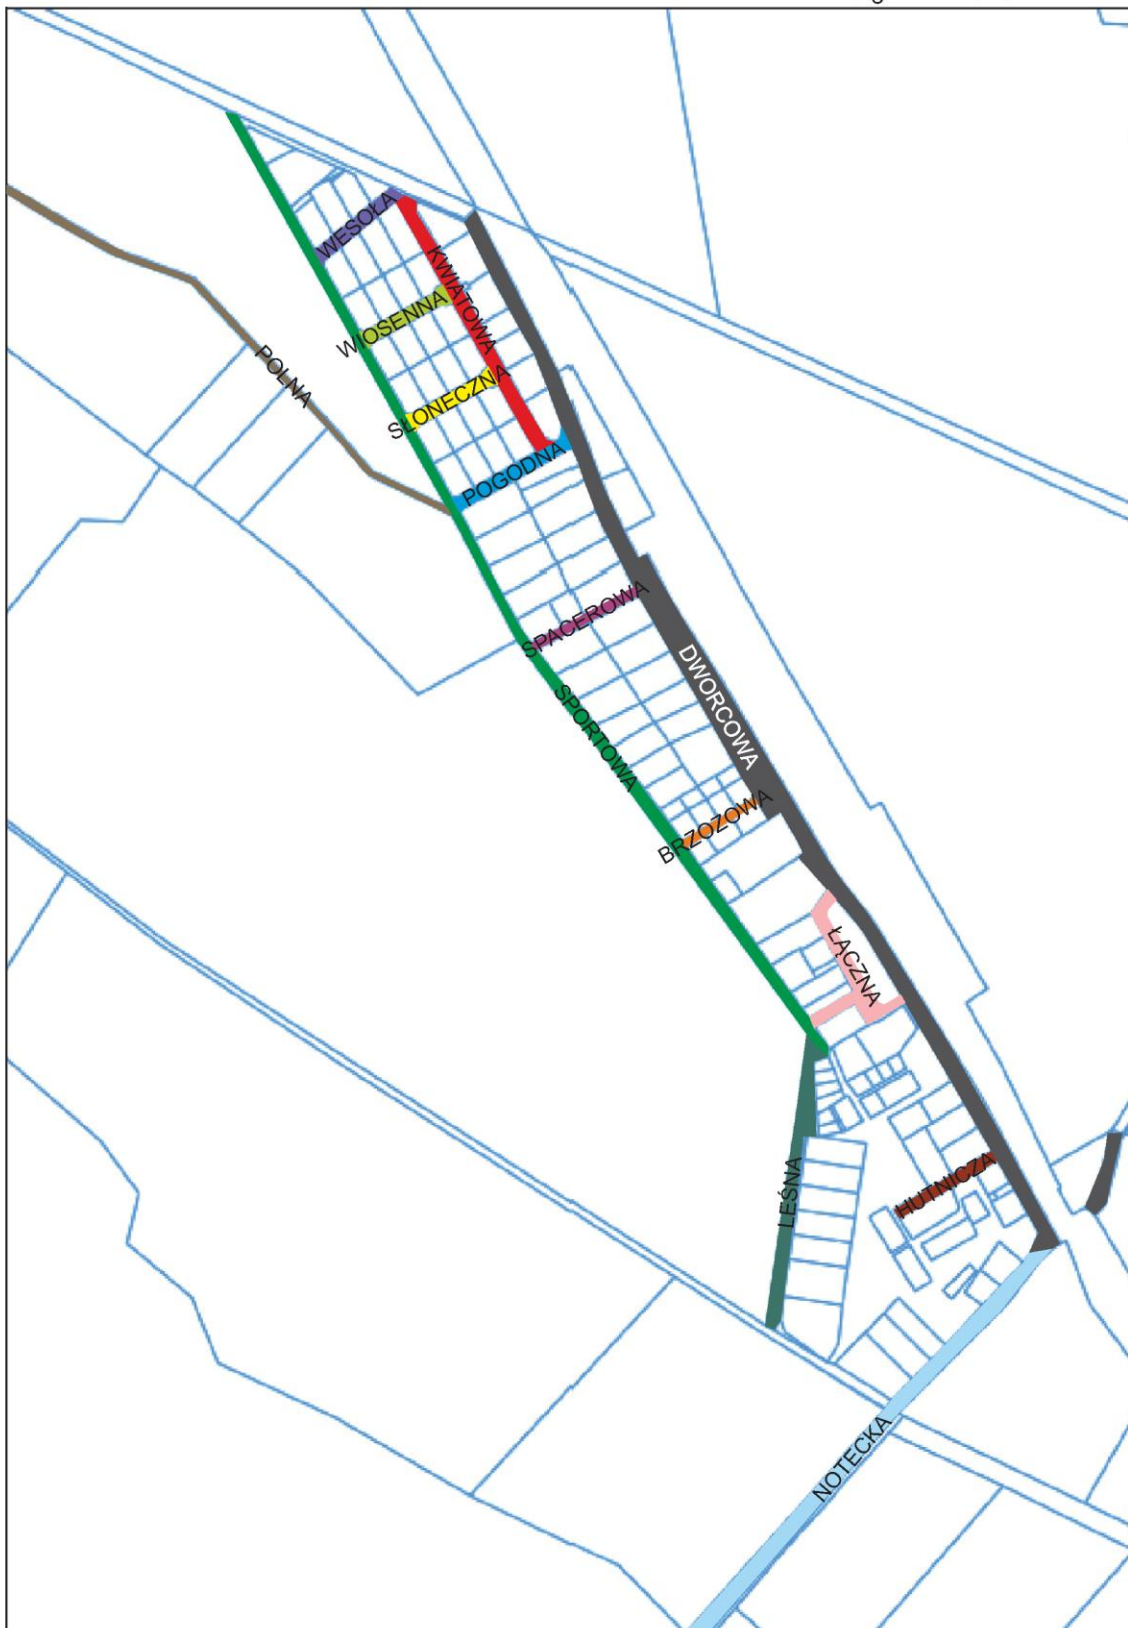 WESOŁA
KWIATOWA
WIOSENNA
POLNA
SŁONECZNA
POGODNA
SPACEROWA
DWORCOWA
SPORTOWA
BRZOZOWA
ŁĄCZNA
LEŚNA
HUTNICZA
NOTECKA